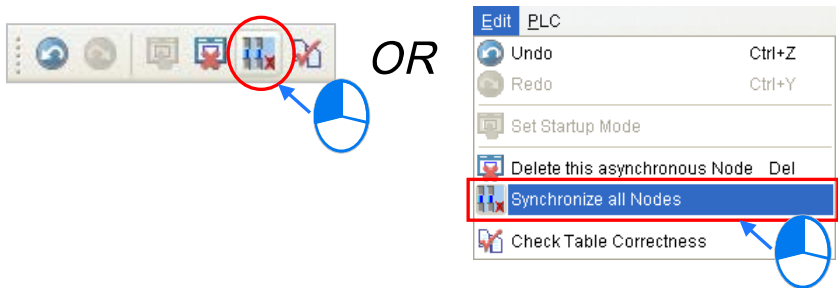 OR
Edit PLC
Undo Ctrl+Z
Redo Ctrl+Y
Set Startup Mode
Delete this asynchronous Node Del
Synchronize all Nodes
Check Table Correctness